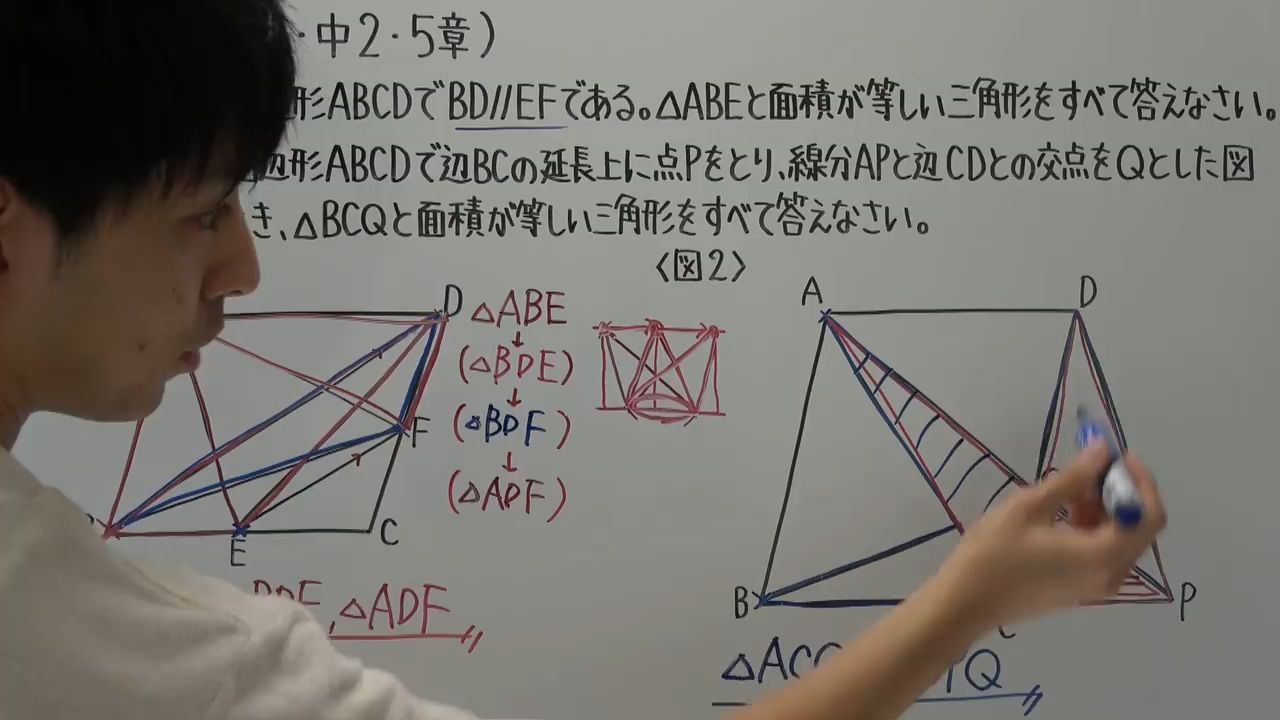 ・中2・5章)
形ABCDでBD//EFである。△ABEと面積が等しい三角形をすべて答えなさい。
辺形ABCDで辺BCの延長上に点Pをとり、線分APと辺CDとの交点をQとした図
き、△BCQと面積が等しい三角形をすべて答えなさい。
〈図2〉
D
△ABE
↓
(△BDE)
↓
(△BDF)
↓
(△ADF)
F
E
C
△ADF
A
D
B
P